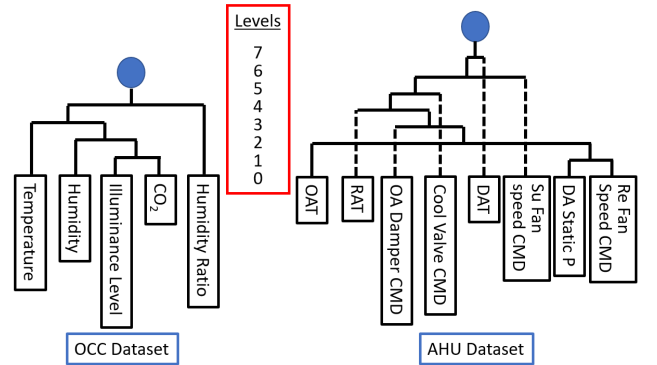 Levels
7
6
5
4
3
2
1
0
Temperature
Humidity
Illuminance Level
CO₂
Humidity Ratio
OCC Dataset
OAT
RAT
OA Damper CMD
Cool Valve CMD
DAT
Su Fan
speed CMD
DA Static P
Re Fan
Speed CMD
AHU Dataset